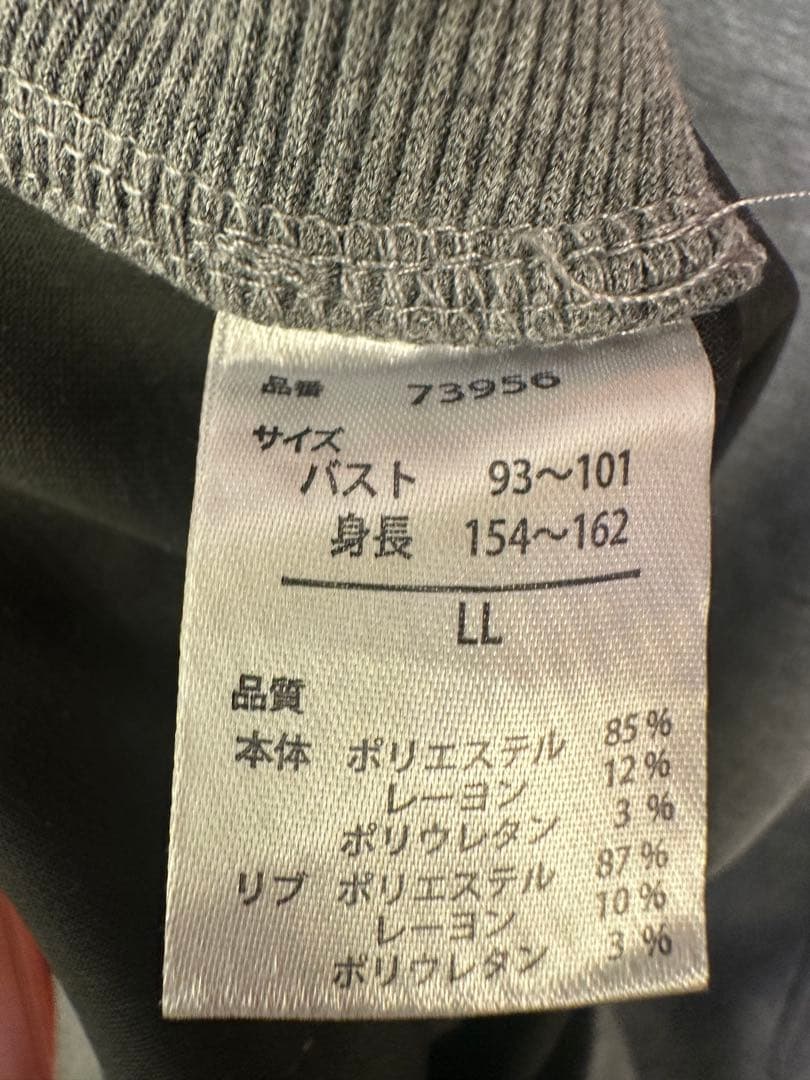 品番 73956
サイズ
バスト 93～101
身長 154～162
LL
品質
本体 ポリエステル 85%
レーヨン 12%
ポリウレタン 3%
リブ ポリエステル 87%
レーヨン 10%
ポリウレタン 3%